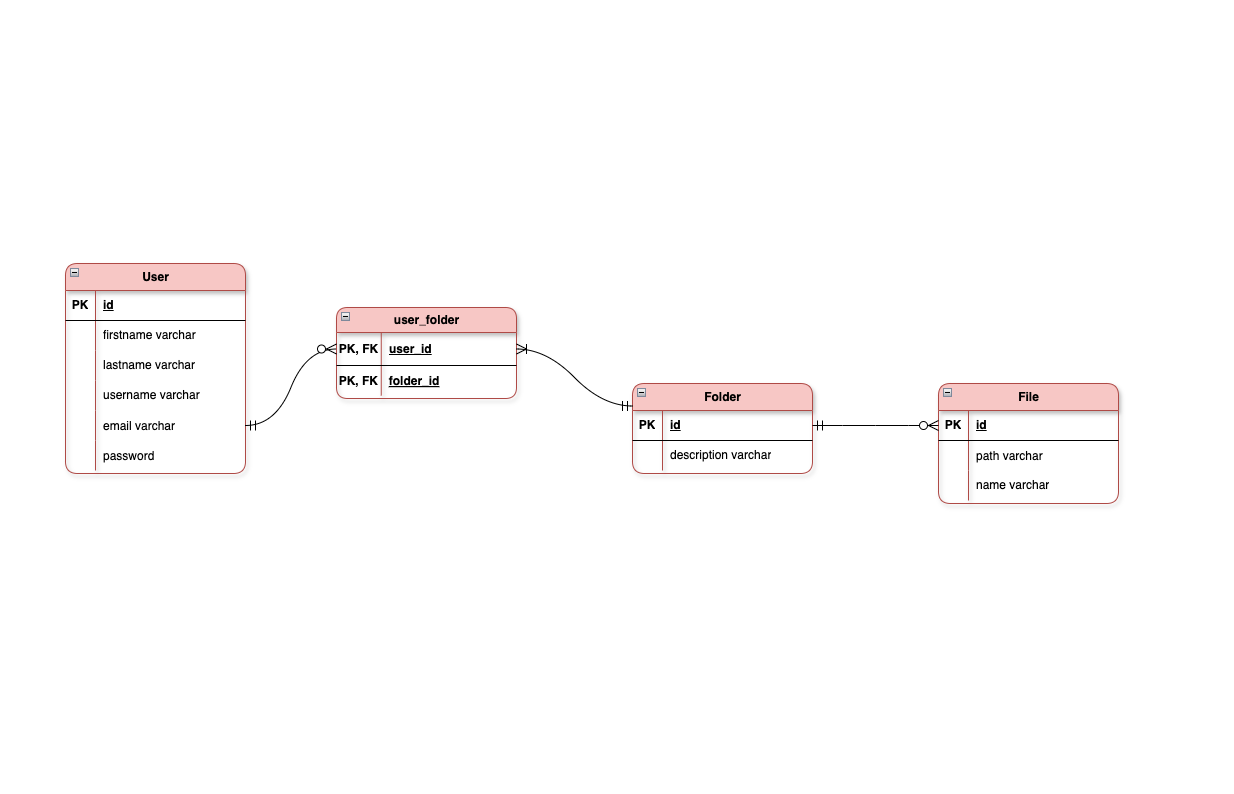 User
PK id
firstname varchar
lastname varchar
username varchar
email varchar
password
user_folder
PK, FK user_id
PK, FK folder_id
Folder
PK id
description varchar
File
PK id
path varchar
name varchar